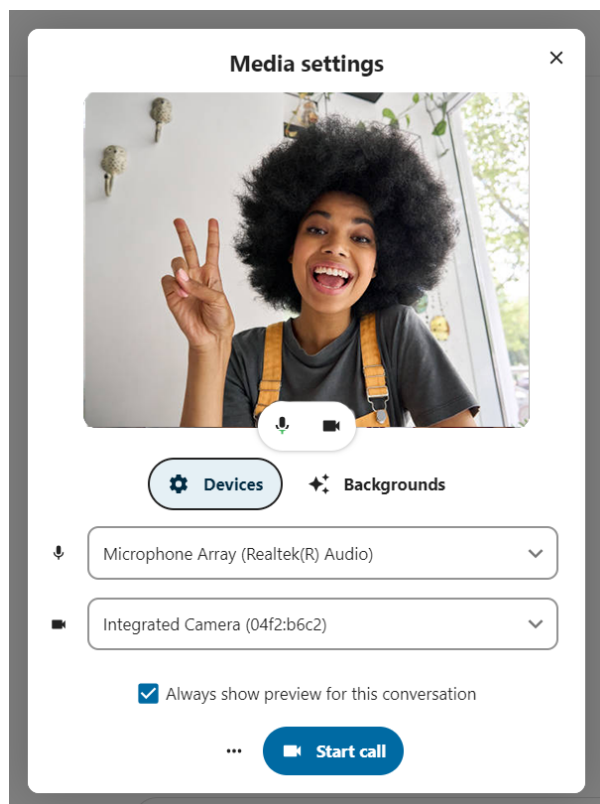 Media settings
Devices
Backgrounds
Microphone Array (Realtek(R) Audio)
Integrated Camera (04f2:b6c2)
Always show preview for this conversation
Start call